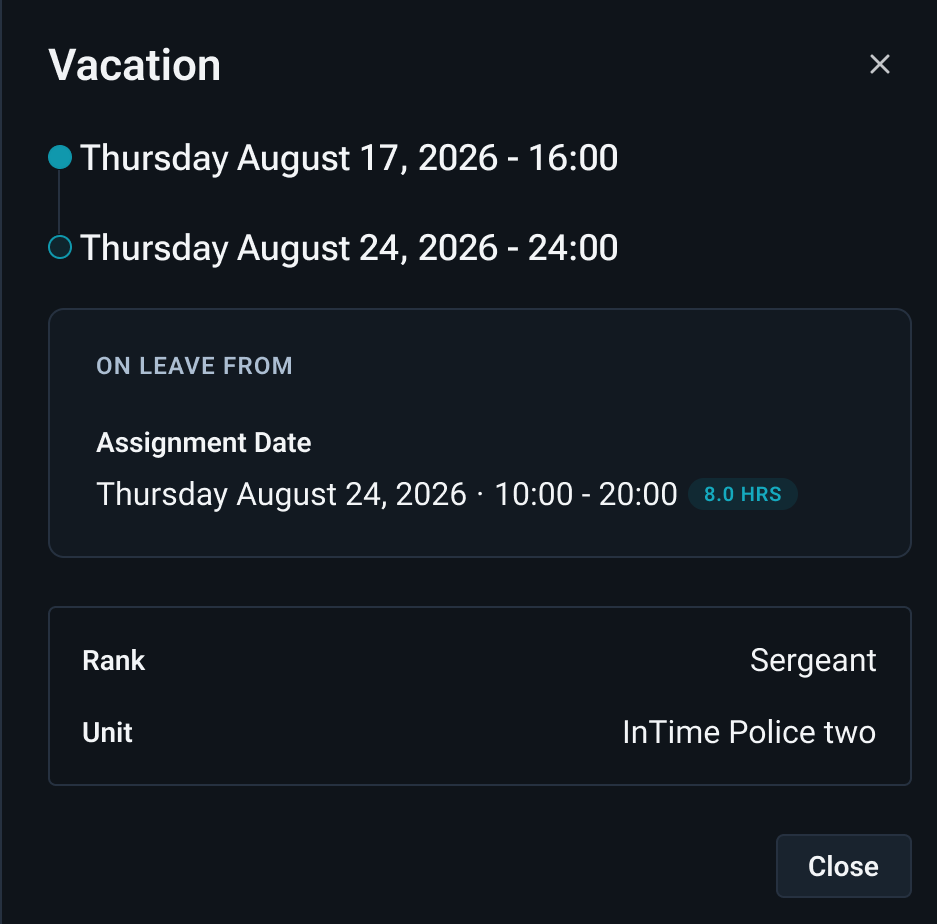 Vacation
Thursday August 17, 2026 - 16:00
Thursday August 24, 2026 - 24:00
ON LEAVE FROM
Assignment Date
Thursday August 24, 2026 · 10:00 - 20:00 8.0 HRS
Rank Sergeant
Unit InTime Police two
Close